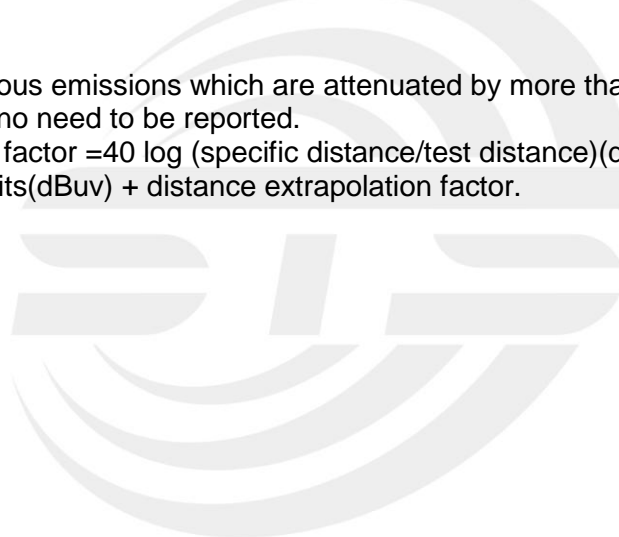 ous emissions which are attenuated by more tha
no need to be reported.
factor =40 log (specific distance/test distance)(d
its(dBuv) + distance extrapolation factor.